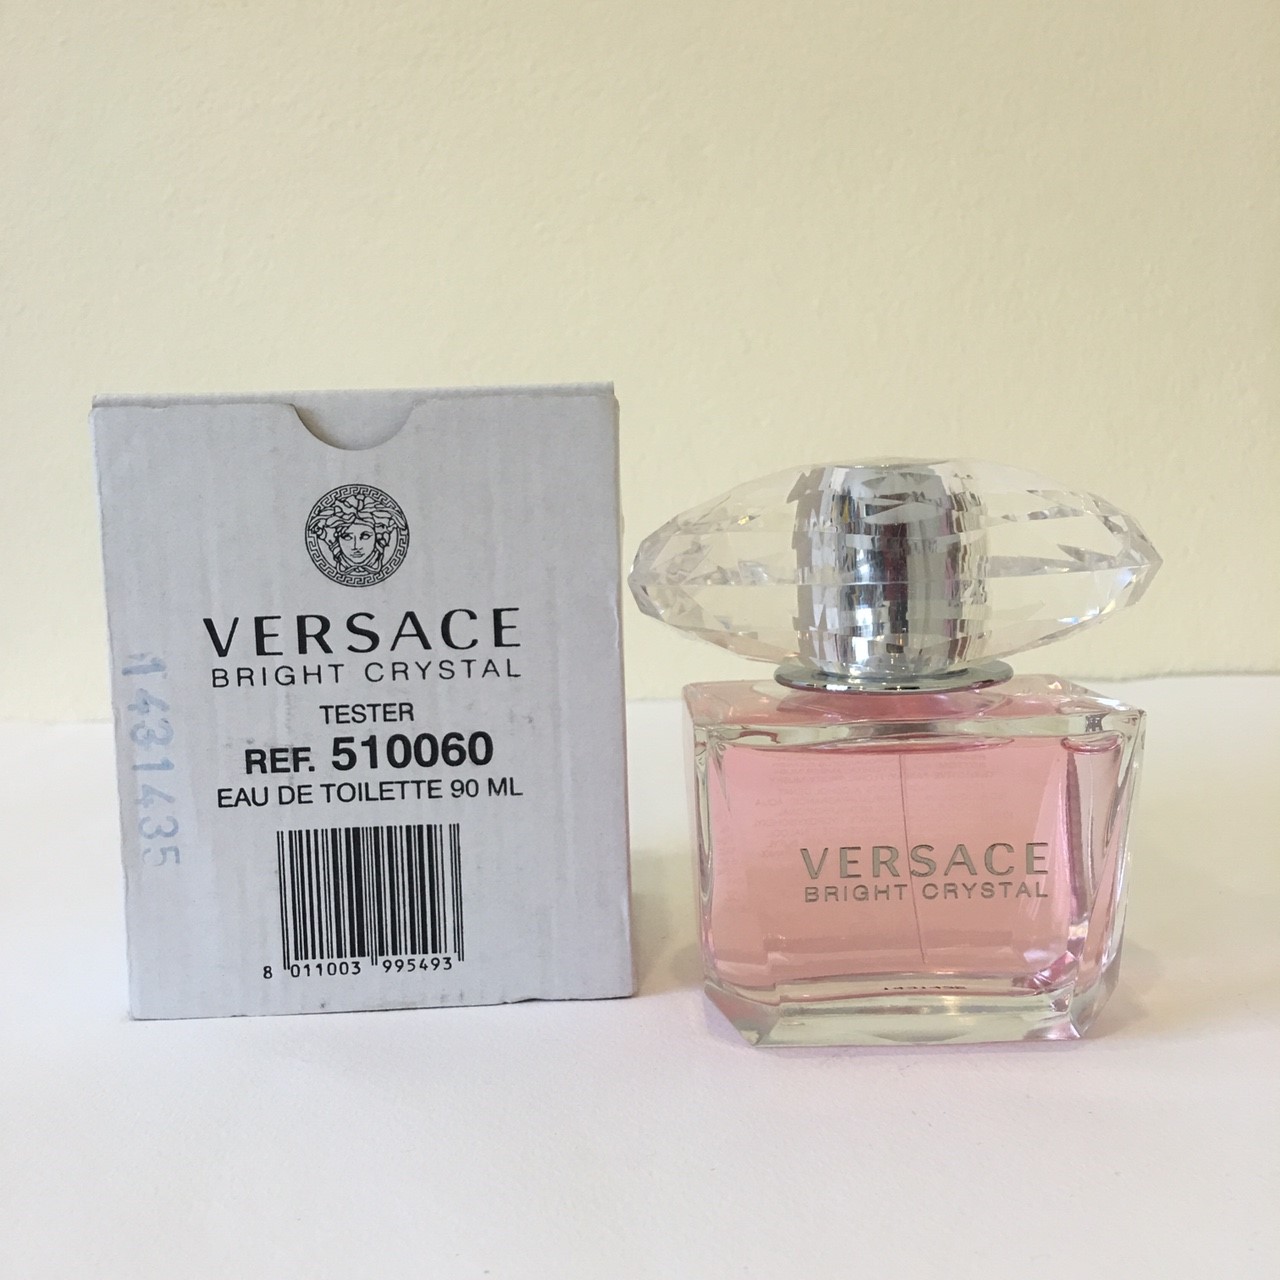 VERSACE
BRIGHT CRYSTAL
TESTER
REF. 510060
EAU DE TOILETTE 90 ML
8 011003 995493
1431435
VERSACE
BRIGHT CRYSTAL